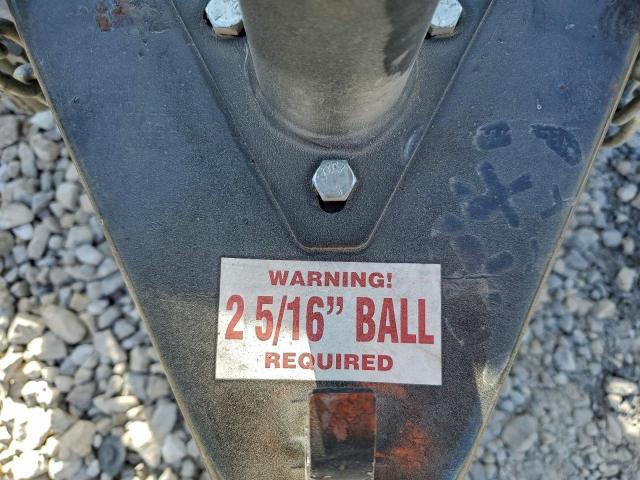 WARNING!
2 5/16” BALL
REQUIRED